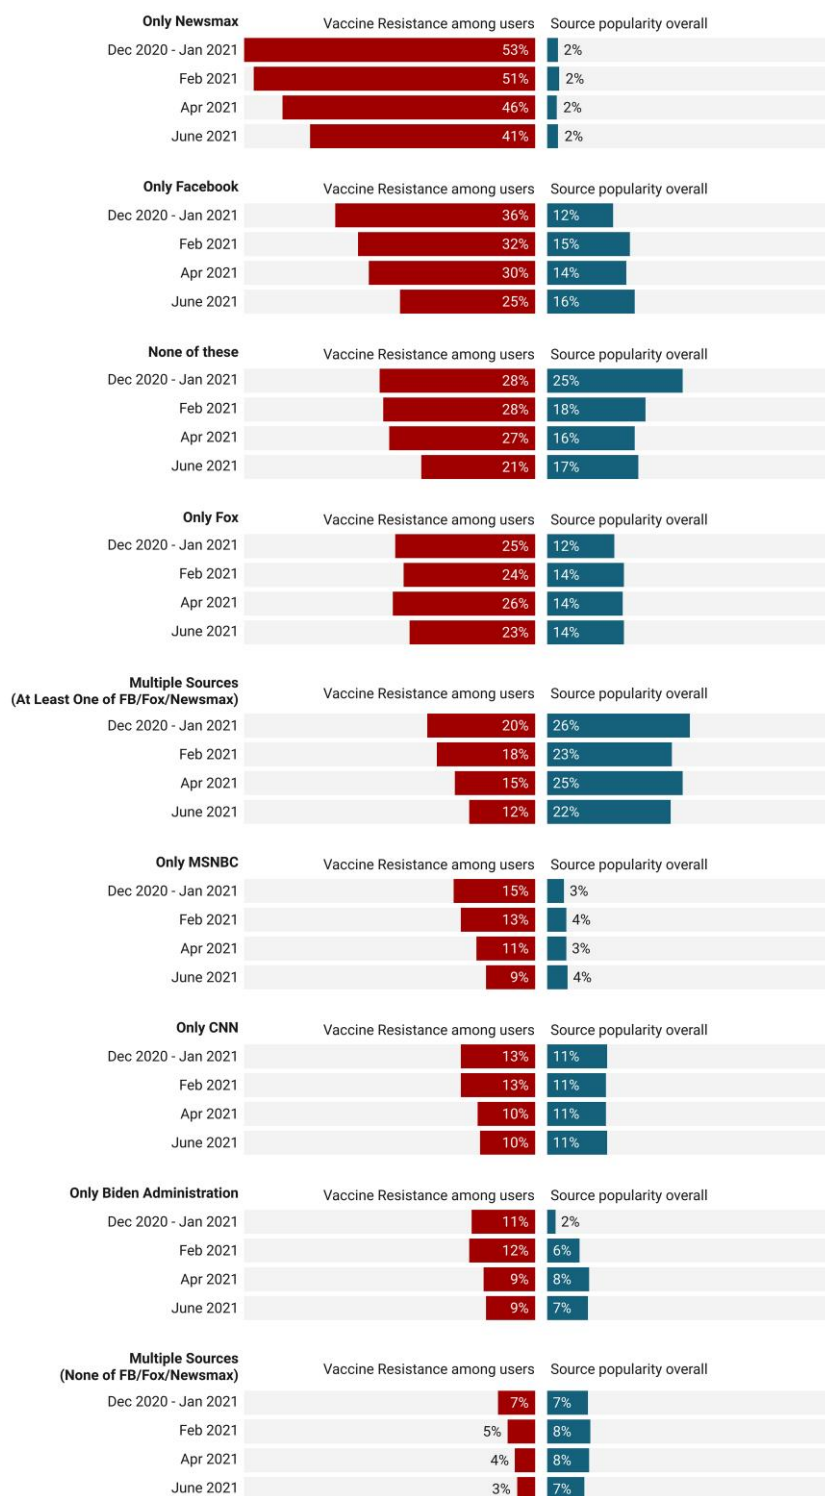 Only Newsmax Vaccine Resistance among users Source popularity overall
Dec 2020 - Jan 2021 53% 2%
Feb 2021 51% 2%
Apr 2021 46% 2%
June 2021 41% 2%
Only Facebook Vaccine Resistance among users Source popularity overall
Dec 2020 - Jan 2021 36% 12%
Feb 2021 32% 15%
Apr 2021 30% 14%
June 2021 25% 16%
None of these Vaccine Resistance among users Source popularity overall
Dec 2020 - Jan 2021 28% 25%
Feb 2021 28% 18%
Apr 2021 27% 16%
June 2021 21% 17%
Only Fox Vaccine Resistance among users Source popularity overall
Dec 2020 - Jan 2021 25% 12%
Feb 2021 24% 14%
Apr 2021 26% 14%
June 2021 23% 14%
Multiple Sources
(At Least One of FB/Fox/Newsmax) Vaccine Resistance among users Source popularity overall
Dec 2020 - Jan 2021 20% 26%
Feb 2021 18% 23%
Apr 2021 15% 25%
June 2021 12% 22%
Only MSNBC Vaccine Resistance among users Source popularity overall
Dec 2020 - Jan 2021 15% 3%
Feb 2021 13% 4%
Apr 2021 11% 3%
June 2021 9% 4%
Only CNN Vaccine Resistance among users Source popularity overall
Dec 2020 - Jan 2021 13% 11%
Feb 2021 13% 11%
Apr 2021 10% 11%
June 2021 10% 11%
Only Biden Administration Vaccine Resistance among users Source popularity overall
Dec 2020 - Jan 2021 11% 2%
Feb 2021 12% 6%
Apr 2021 9% 8%
June 2021 9% 7%
Multiple Sources
(None of FB/Fox/Newsmax) Vaccine Resistance among users Source popularity overall
Dec 2020 - Jan 2021 7% 7%
Feb 2021 5% 8%
Apr 2021 4% 8%
June 2021 3% 7%